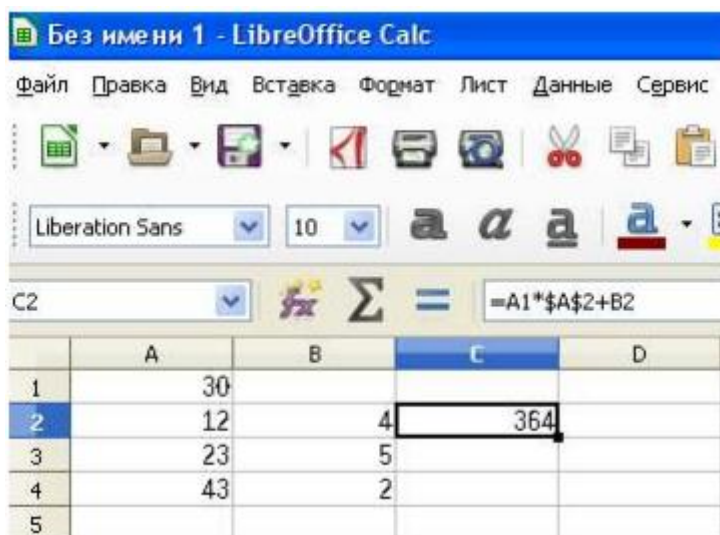 Без имени 1 - LibreOffice Calc
Файл Правка Вид Вставка Формат Лист Данные Сервис
Liberation Sans 10 a a a a
C2 fx Σ = =A1*$A$2+B2
A B C D
1 30
2 12 4 364
3 23 5
4 43 2
5